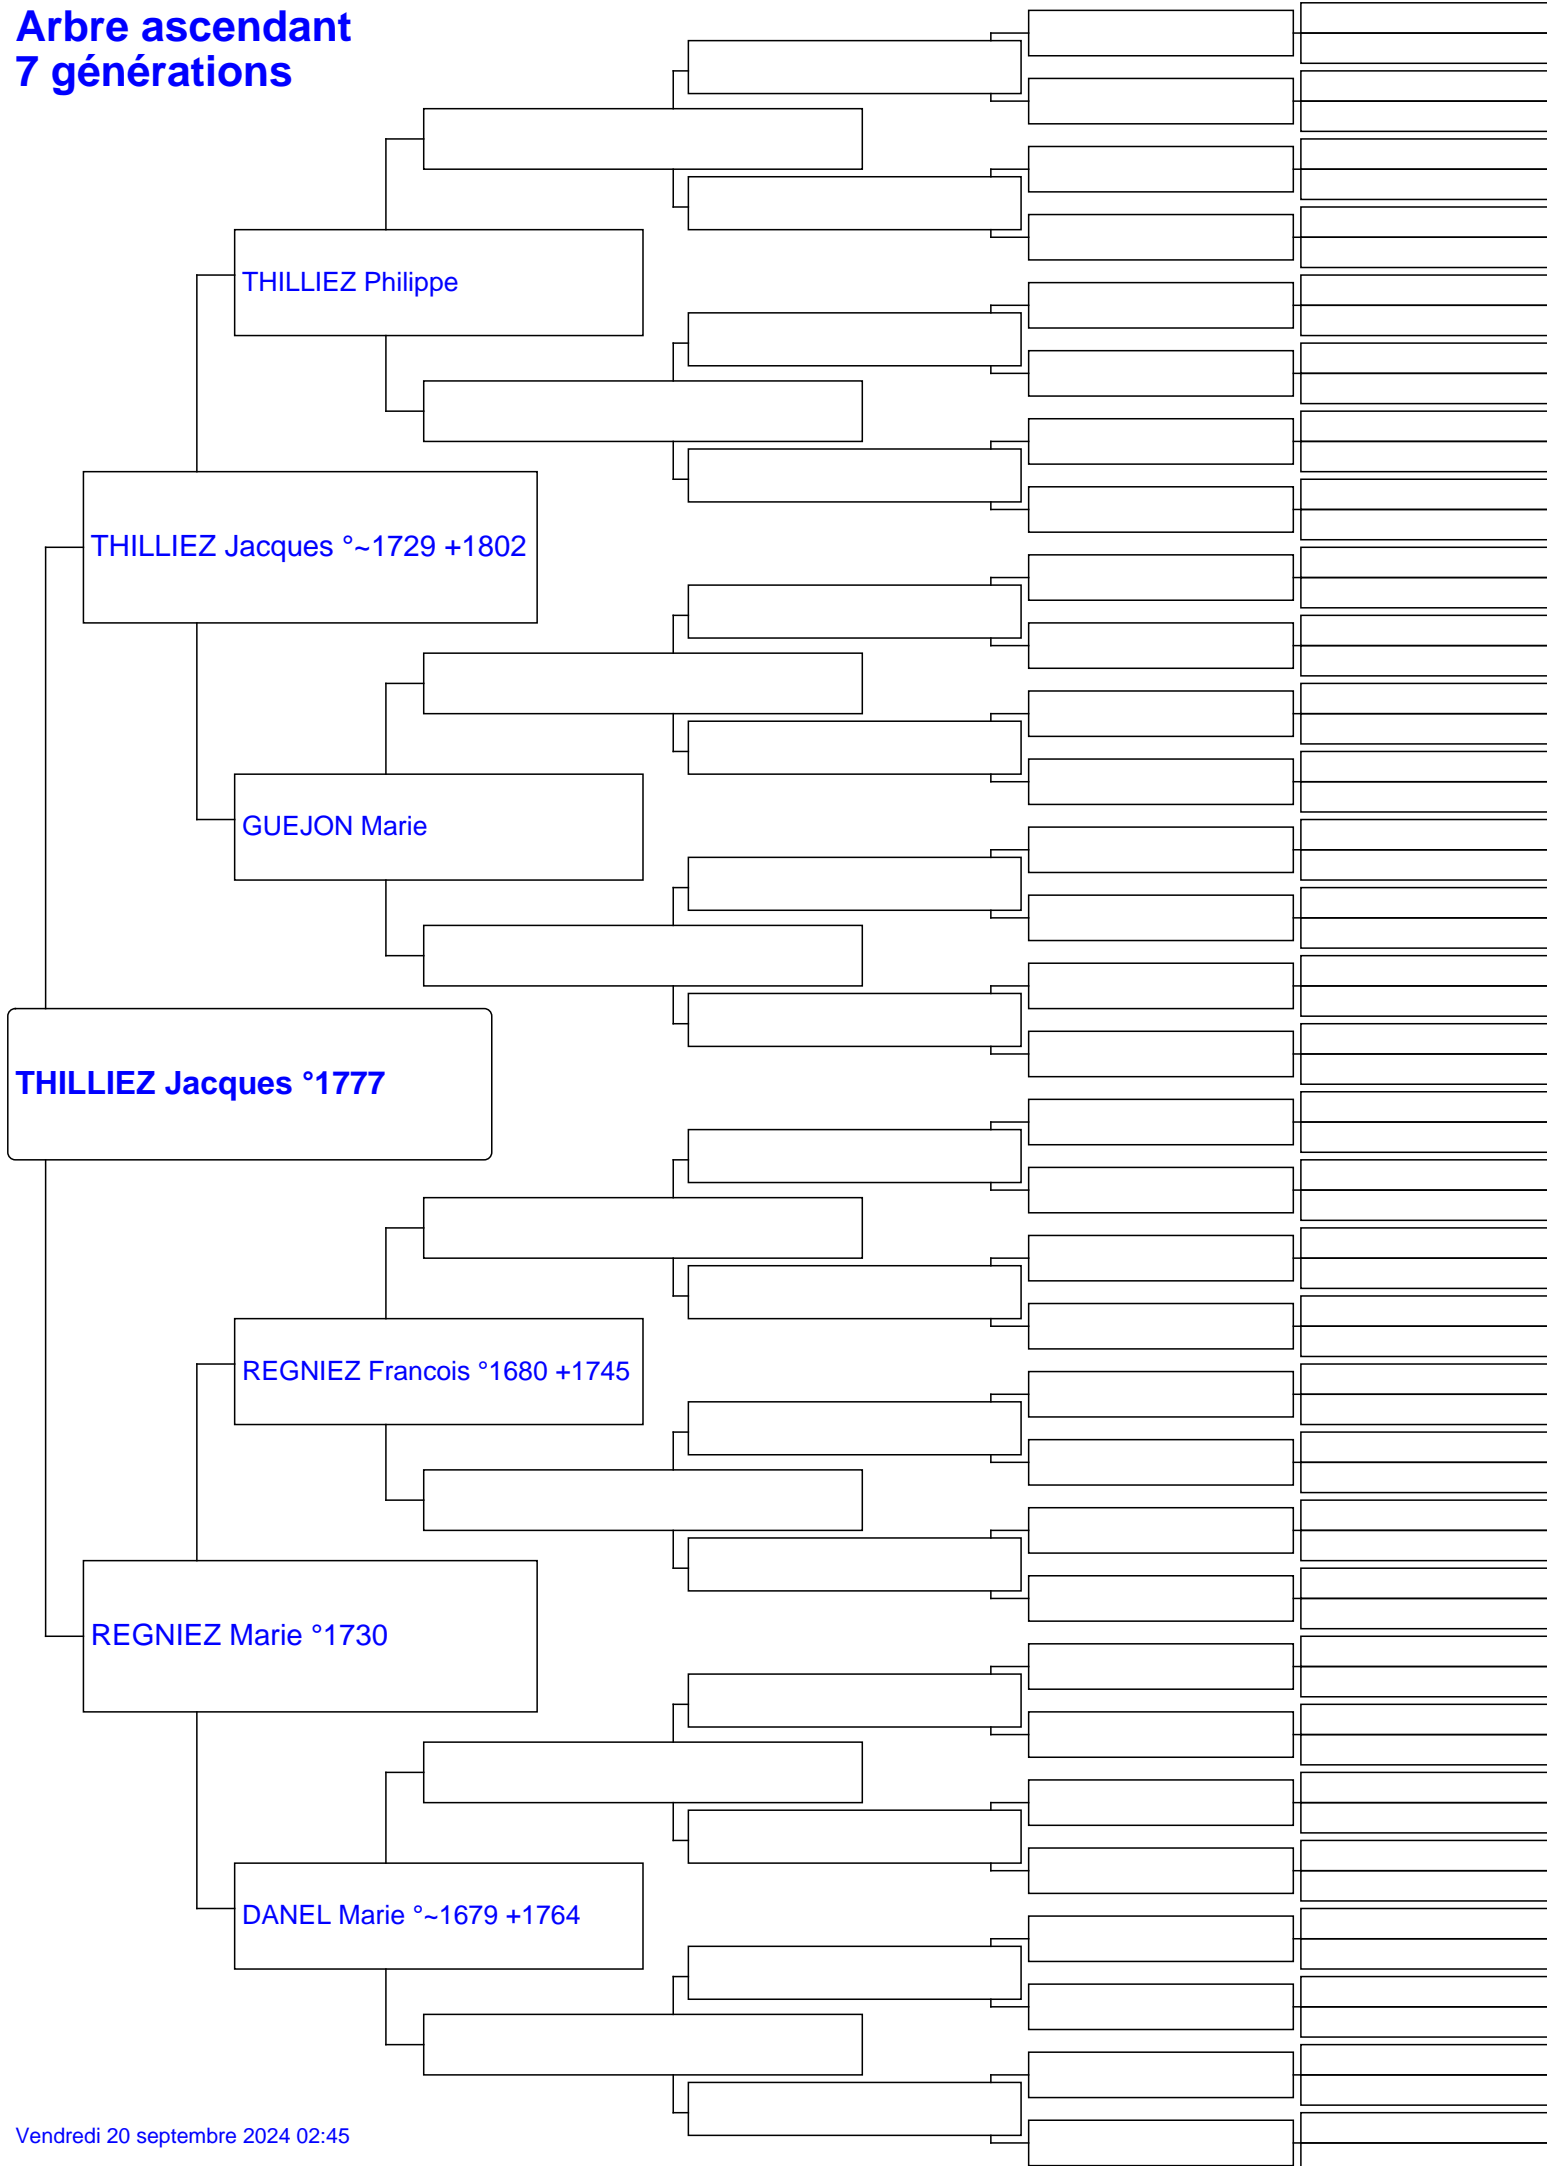 Arbre ascendant
7 générations
THILLIEZ Philippe
THILLIEZ Jacques °~1729 +1802
GUEJON Marie
THILLIEZ Jacques °1777
REGNIEZ Francois °1680 +1745
REGNIEZ Marie °1730
DANEL Marie °~1679 +1764
Vendredi 20 septembre 2024 02:45